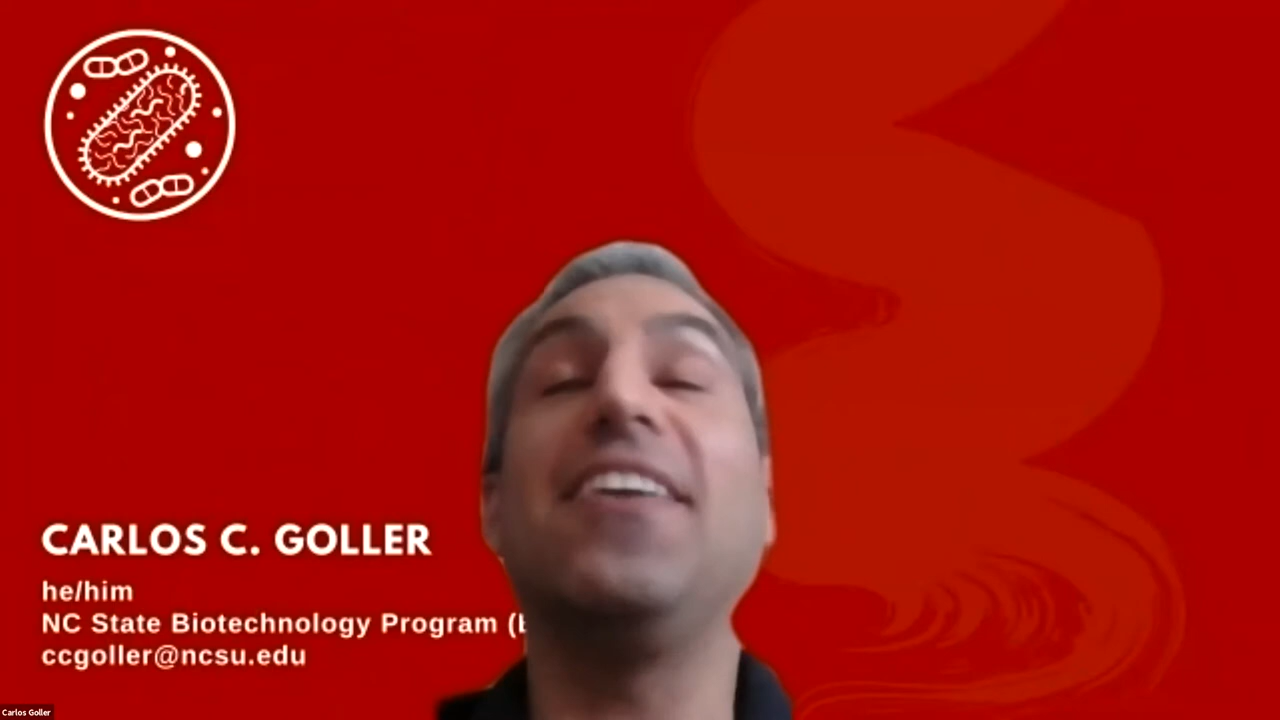 CARLOS C. GOLLER
he/him
NC State Biotechnology Program
ccgoller@ncsu.edu
Carlos Goller